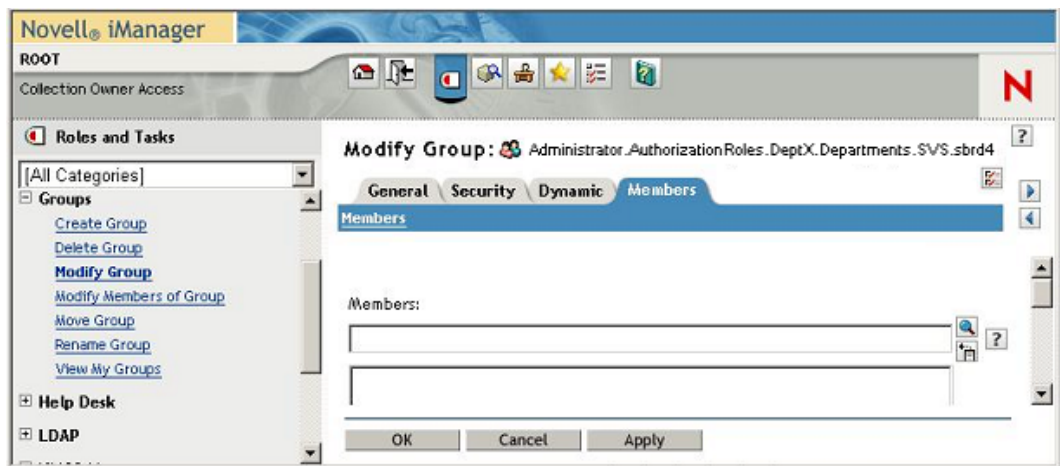 Novell® iManager
ROOT
Collection Owner Access
N
Roles and Tasks
[All Categories]
Groups
Create Group
Delete Group
Modify Group
Modify Members of Group
Move Group
Rename Group
View My Groups
Help Desk
LDAP
Modify Group: Administrator.AuthorizationRoles.DeptX.Departments.SVS.sbrd4
?
General Security Dynamic Members
Members
Members:
?
OK Cancel Apply